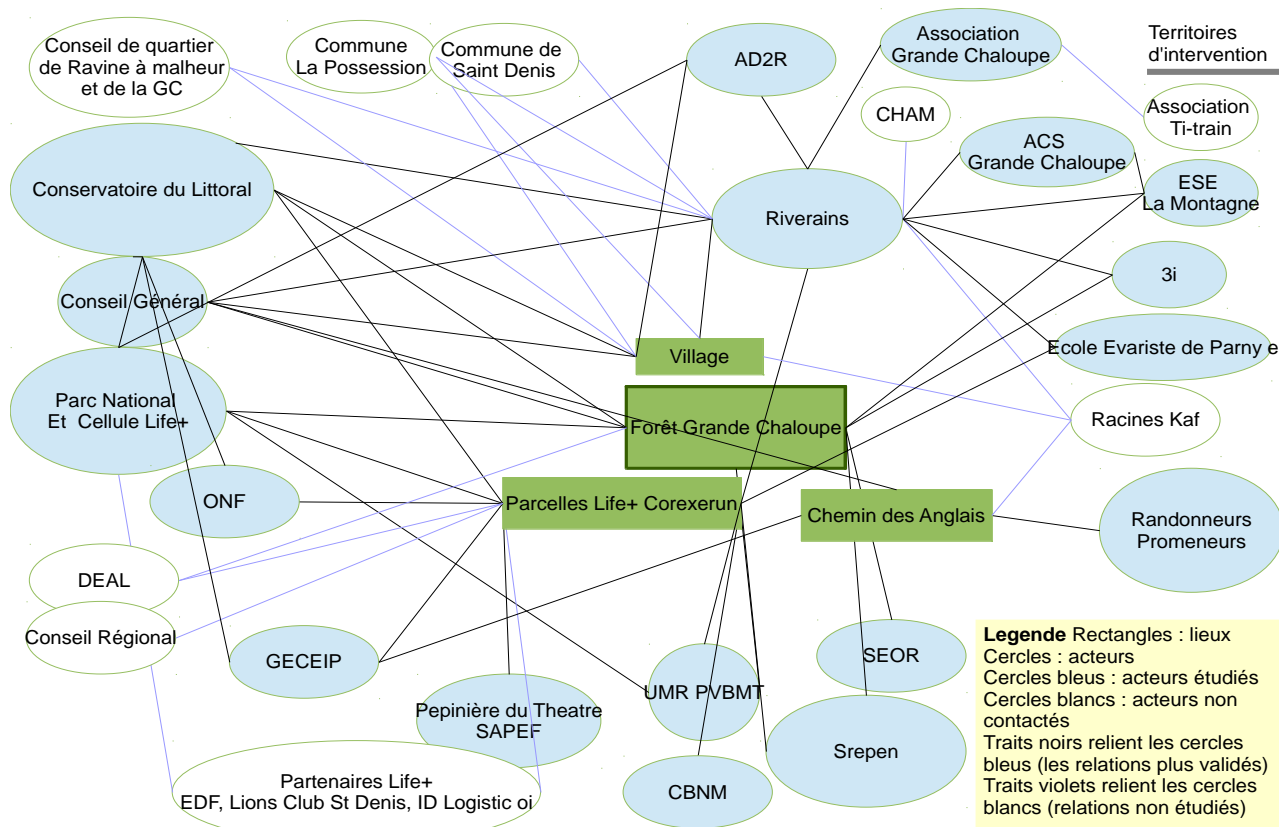 Conseil de quartier
de Ravine à malheur
et de la GC
Commune
La Possession
Commune de
Saint Denis
AD2R
Association
Grande Chaloupe
Territoires
d'intervention
CHAM
Association
Ti-train
ACS
Grande Chaloupe
Conservatoire du Littoral
Riverains
ESE
La Montagne
Conseil Général
3i
Village
Ecole Evariste de Parny e
Parc National
Et Cellule Life+
Forêt Grande Chaloupe
Racines Kaf
ONF
Parcelles Life+ Corexerun
Chemin des Anglais
Randonneurs
Promeneurs
DEAL
Conseil Régional
GECEIP
SEOR
UMR PVBMT
Pepinière du Theatre
SAPEF
Srepen
Partenaires Life+
EDF, Lions Club St Denis, ID Logistic oi
CBNM
Legende Rectangles : lieux
Cercles : acteurs
Cercles bleus : acteurs étudiés
Cercles blancs : acteurs non
contactés
Traits noirs relient les cercles
bleus (les relations plus validés)
Traits violets relient les cercles
blancs (relations non étudiés)